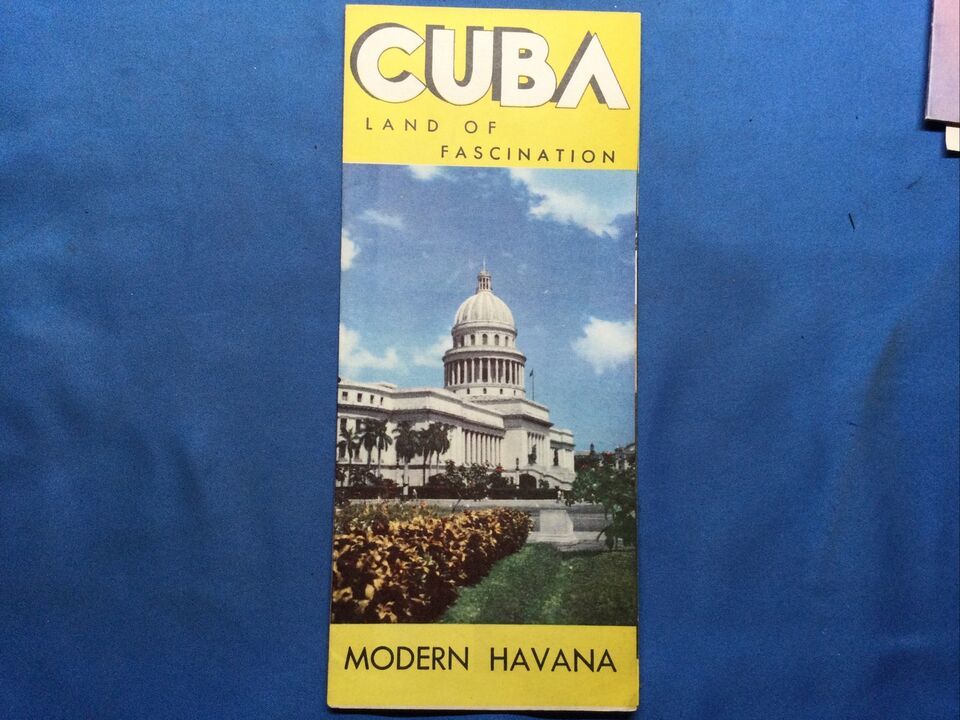 CUBA
LAND OF
FASCINATION
MODERN HAVANA